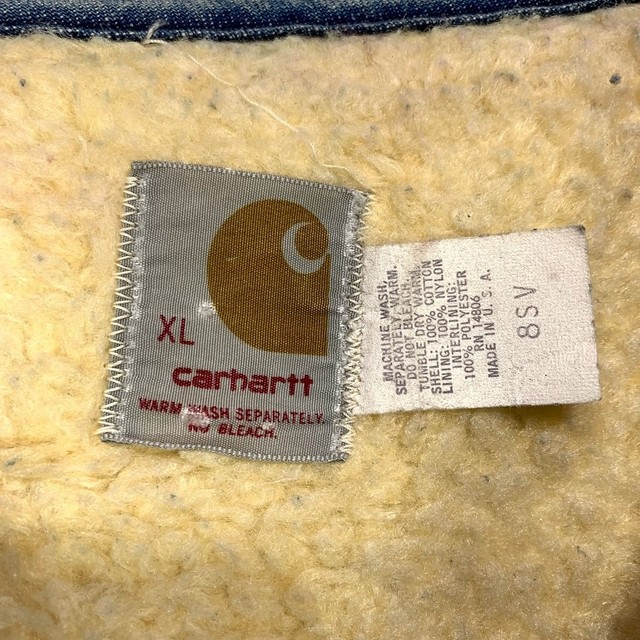 XL
carhartt
WARM WASH SEPARATELY.
NO BLEACH.
MACHINE WASH.
SEPARATELY. WARM.
DO NOT BLEACH.
TUMBLE DRY WARM.
SHELL: 100% COTTON
LINING: 100% NYLON
INTERLINING:
100% POLYESTER
RN 14806
MADE IN U. S. A.
8SV